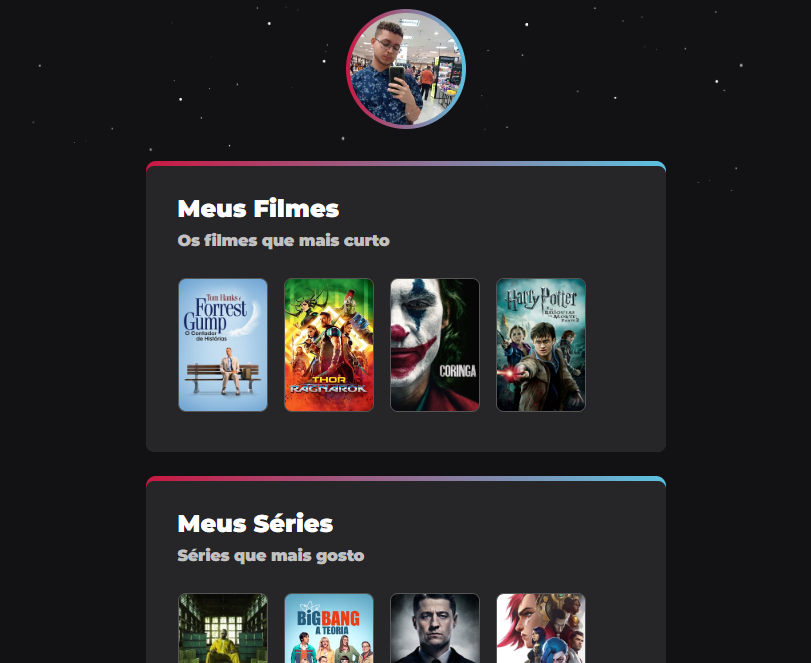 Meus Filmes
Os filmes que mais curto
Tom Hanks é
Forrest
Gump
O Contador
de Histórias
THOR
RAGNAROK
CORINGA
Harry Potter
E AS
RELÍQUIAS
DA MORTE
PARTE 2
Meus Séries
Séries que mais gosto
BIG BANG
A TEORIA